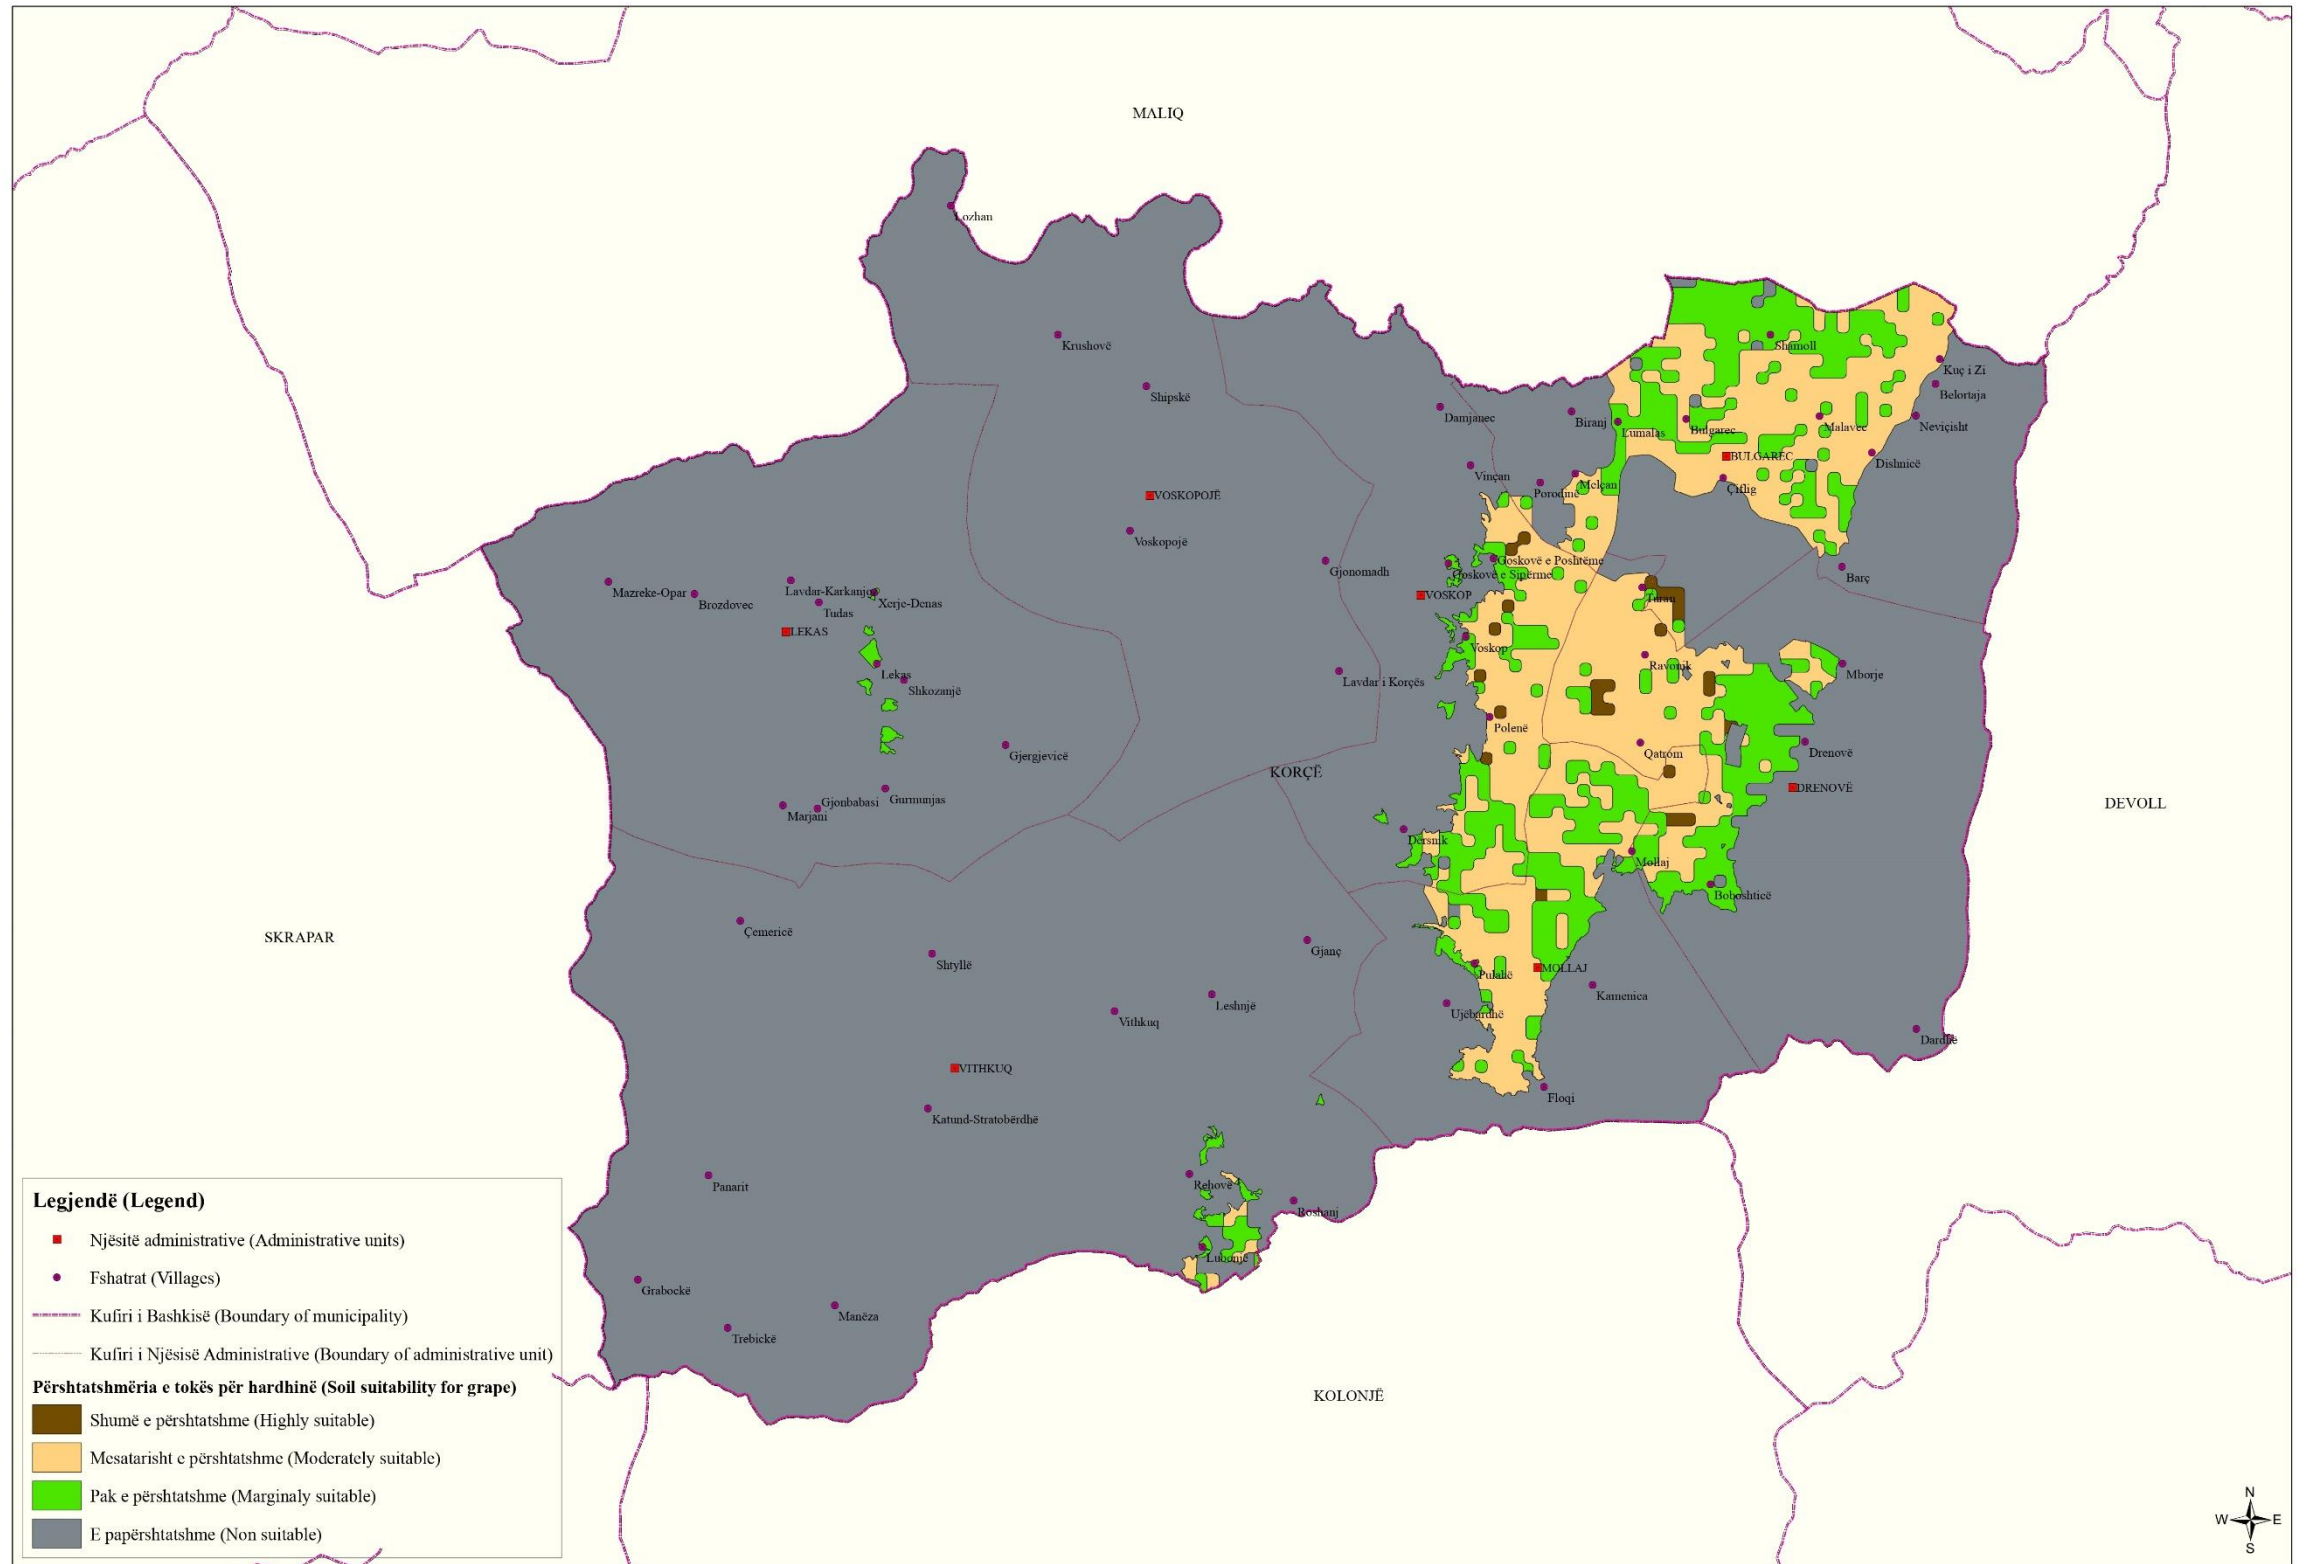 MALIQ
Lozhan
Krushovë
Shipskë
Shamoll
Kuç i Zi
Belortaja
Damjanec
Biranj
Lumalas
Bulgarec
Malavec
Neviçisht
BULGAREC
Dishnicë
Vinçan
Melçan
Porodinë
Çiflig
VOSKOPOJË
Voskopojë
Goskovë e Poshtëme
Goskovë e Sipërme
Gjonomadh
Barç
Mazreke-Opar
Brozdovec
Lavdar-Karkanjoz
Xerje-Denas
Tudas
VOSKOP
Turan
LEKAS
Voskop
Ravonik
Lekas
Shkozanjë
Lavdar i Korçës
Mborje
Polenë
Gjergjevicë
Qatrom
Drenovë
KORÇË
DRENOVË
Gurmunjas
Gjonbabasi
Marjani
DEVOLL
Dersnik
Mollaj
Boboshticë
Çemericë
SKRAPAR
Shtyllë
Gjanç
Pulahë
MOLLAJ
Kamenica
Leshnjë
Ujëbardhë
Vithkuq
Dardhë
VITHKUQ
Floqi
Katund-Stratobërdhë
Panarit
Rehovë
Roshanj
Lubonjë
Grabockë
Manëza
Trebickë
KOLONJË
Legjendë (Legend)
Njësitë administrative (Administrative units)
Fshatrat (Villages)
Kufiri i Bashkisë (Boundary of municipality)
Kufiri i Njësisë Administrative (Boundary of administrative unit)
Përshtatshmëria e tokës për hardhinë (Soil suitability for grape)
Shumë e përshtatshme (Highly suitable)
Mesatarisht e përshtatshme (Moderately suitable)
Pak e përshtatshme (Marginaly suitable)
E papërshtatshme (Non suitable)
N
W E
S